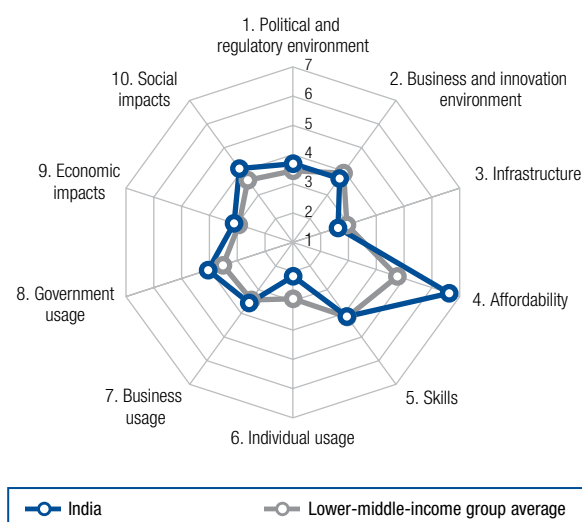 1. Political and
regulatory environment
2. Business and innovation
environment
3. Infrastructure
4. Affordability
5. Skills
6. Individual usage
7. Business
usage
8. Government
usage
9. Economic
impacts
10. Social
impacts
7
6
5
4
3
2
1
India
Lower-middle-income group average